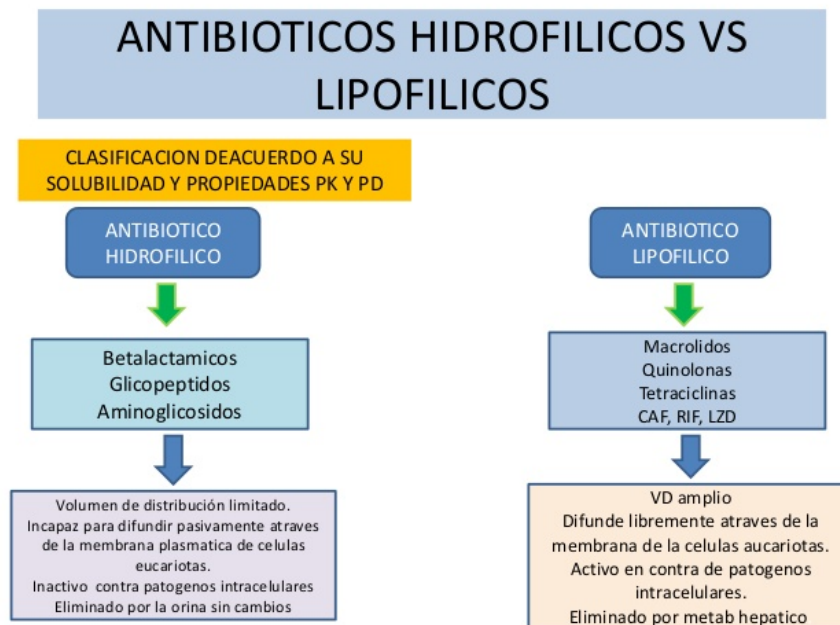 ANTIBIOTICOS HIDROFILICOS VS
LIPOFILICOS
CLASIFICACION DEACUERDO A SU
SOLUBILIDAD Y PROPIEDADES PK Y PD
ANTIBIOTICO
HIDROFILICO
Betalactamicos
Glicopeptidos
Aminoglicosidos
Volumen de distribución limitado.
Incapaz para difundir pasivamente atraves
de la membrana plasmatica de celulas
eucariotas.
Inactivo contra patogenos intracelulares
Eliminado por la orina sin cambios
ANTIBIOTICO
LIPOFILICO
Macrolidos
Quinolonas
Tetraciclinas
CAF, RIF, LZD
VD amplio
Difunde libremente atraves de la
membrana de la celulas aucariotas.
Activo en contra de patogenos
intracelulares.
Eliminado por metab hepatico